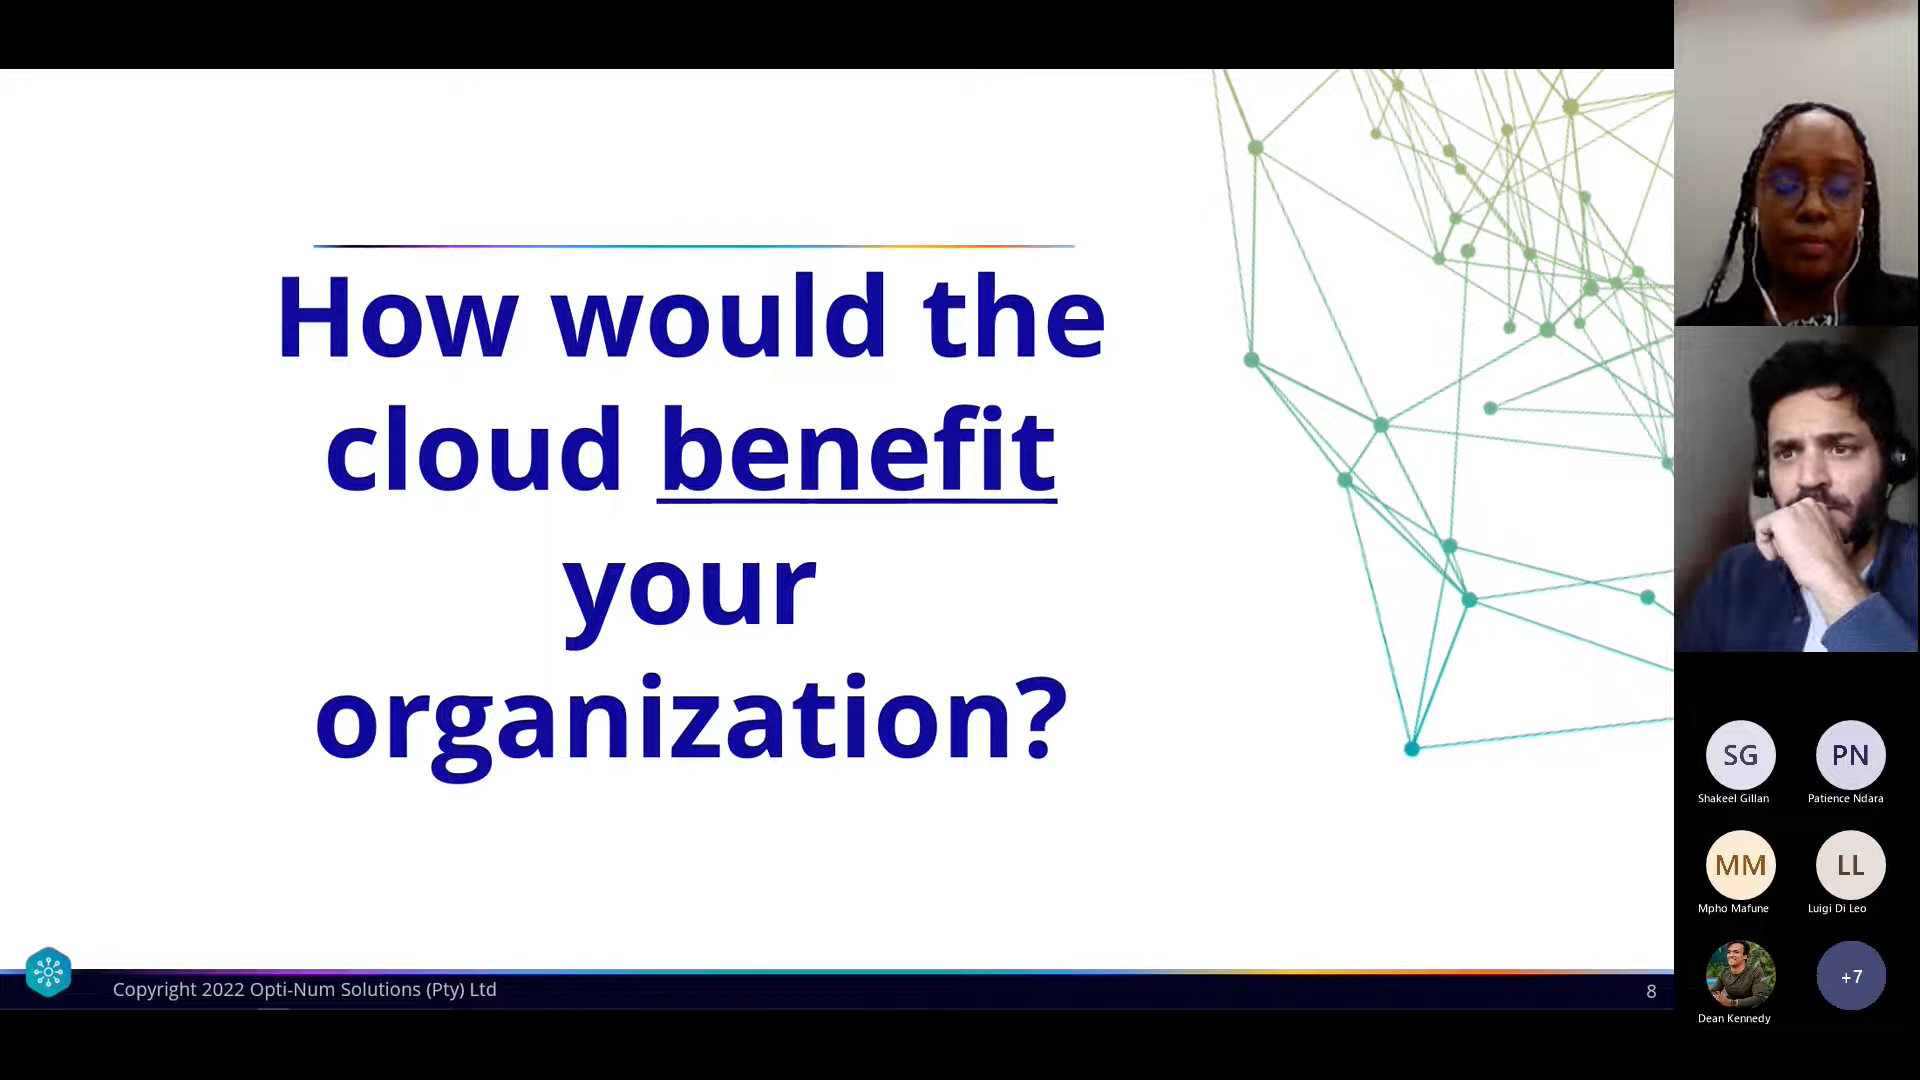 How would the
cloud benefit
your
organization?
Copyright 2022 Opti-Num Solutions (Pty) Ltd
8
SG
PN
Shakeel Gillan
Patience Ndara
MM
LL
Mpho Mafune
Luigi Di Leo
+7
Dean Kennedy